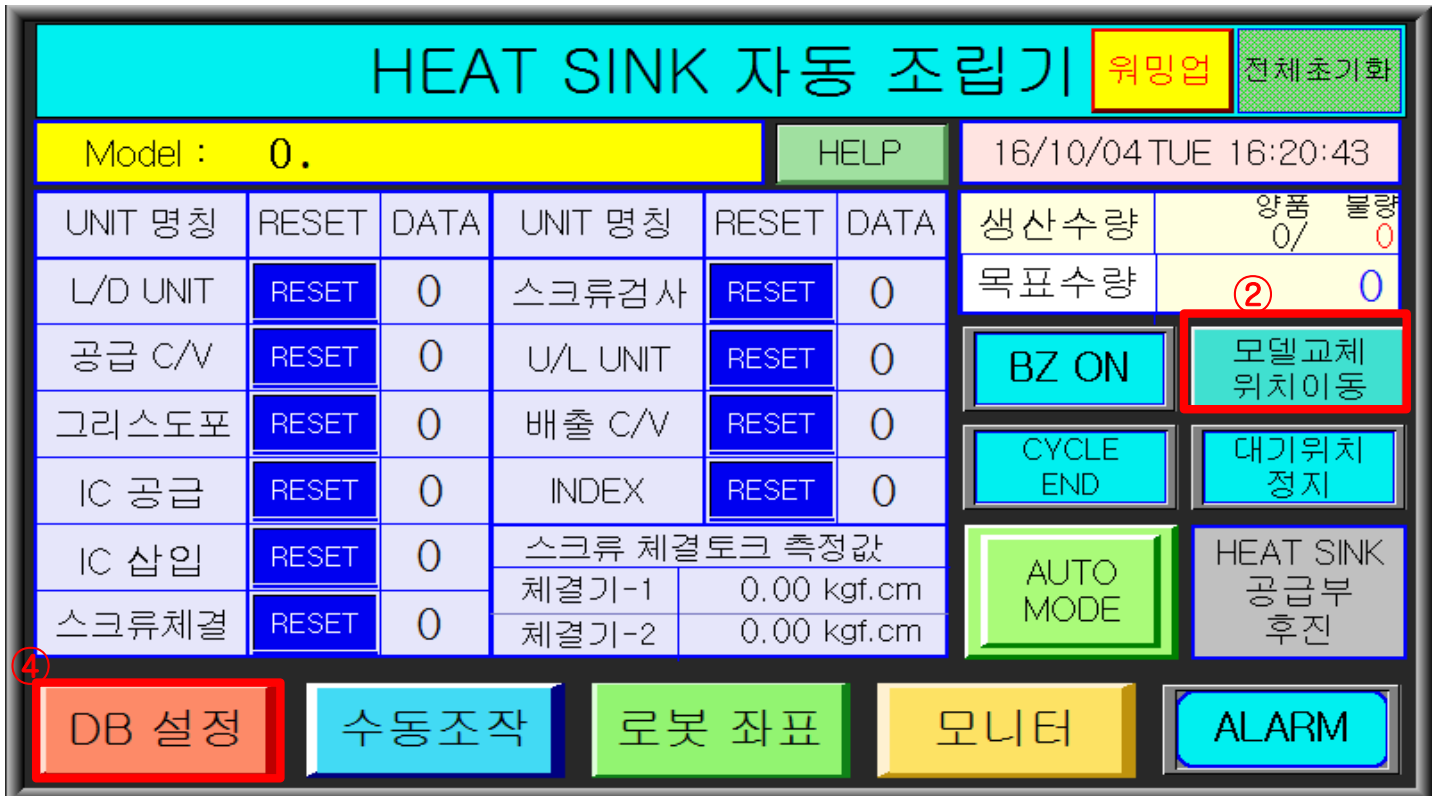 HEAT SINK 자동 조립기
워밍업
전체초기화
Model : 0.
HELP
16/10/04 TUE 16:20:43
UNIT 명칭 RESET DATA UNIT 명칭 RESET DATA
L/D UNIT RESET 0 스크류검사 RESET 0
공급 C/V RESET 0 U/L UNIT RESET 0
그리스도포 RESET 0 배출 C/V RESET 0
IC 공급 RESET 0 INDEX RESET 0
IC 삽입 RESET 0 스크류 체결토크 측정값
체결기-1 0.00 kgf.cm
스크류체결 RESET 0
체결기-2 0.00 kgf.cm
생산수량
양품 불량
0/ 0
목표수량 0
②
BZ ON
모델교체
위치이동
CYCLE
END
대기위치
정지
AUTO
MODE
HEAT SINK
공급부
후진
④
DB 설정
수동조작
로봇 좌표
모니터
ALARM